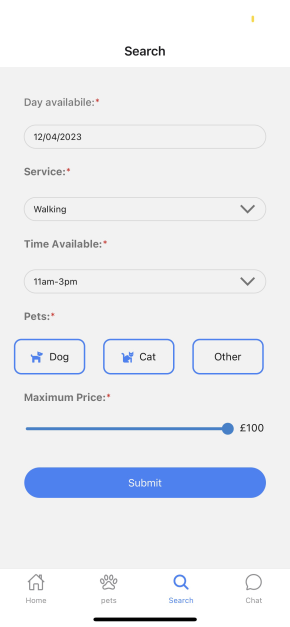 Search
Day availabile:*
12/04/2023
Service:*
Walking
Time Available:*
11am-3pm
Pets:*
Dog Cat Other
Maximum Price:*
£100
Submit
Home pets Search Chat